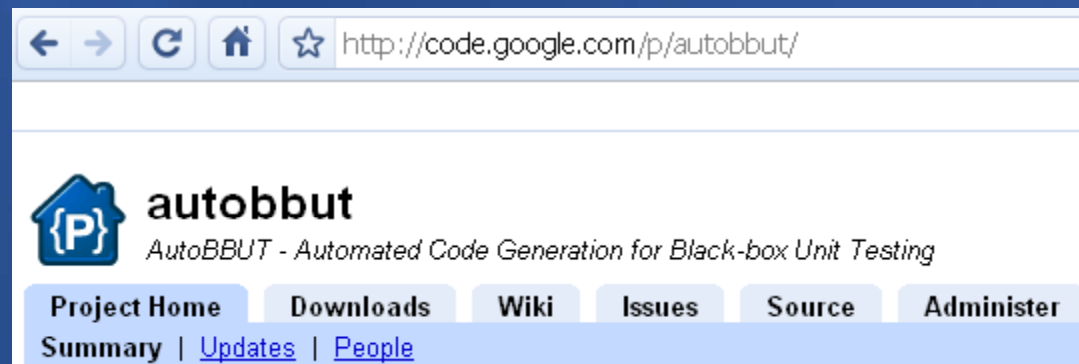 http://code.google.com/p/autobbut/
{P}
autobbut
AutoBBUT - Automated Code Generation for Black-box Unit Testing
Project Home Downloads Wiki Issues Source Administer
Summary | Updates | People